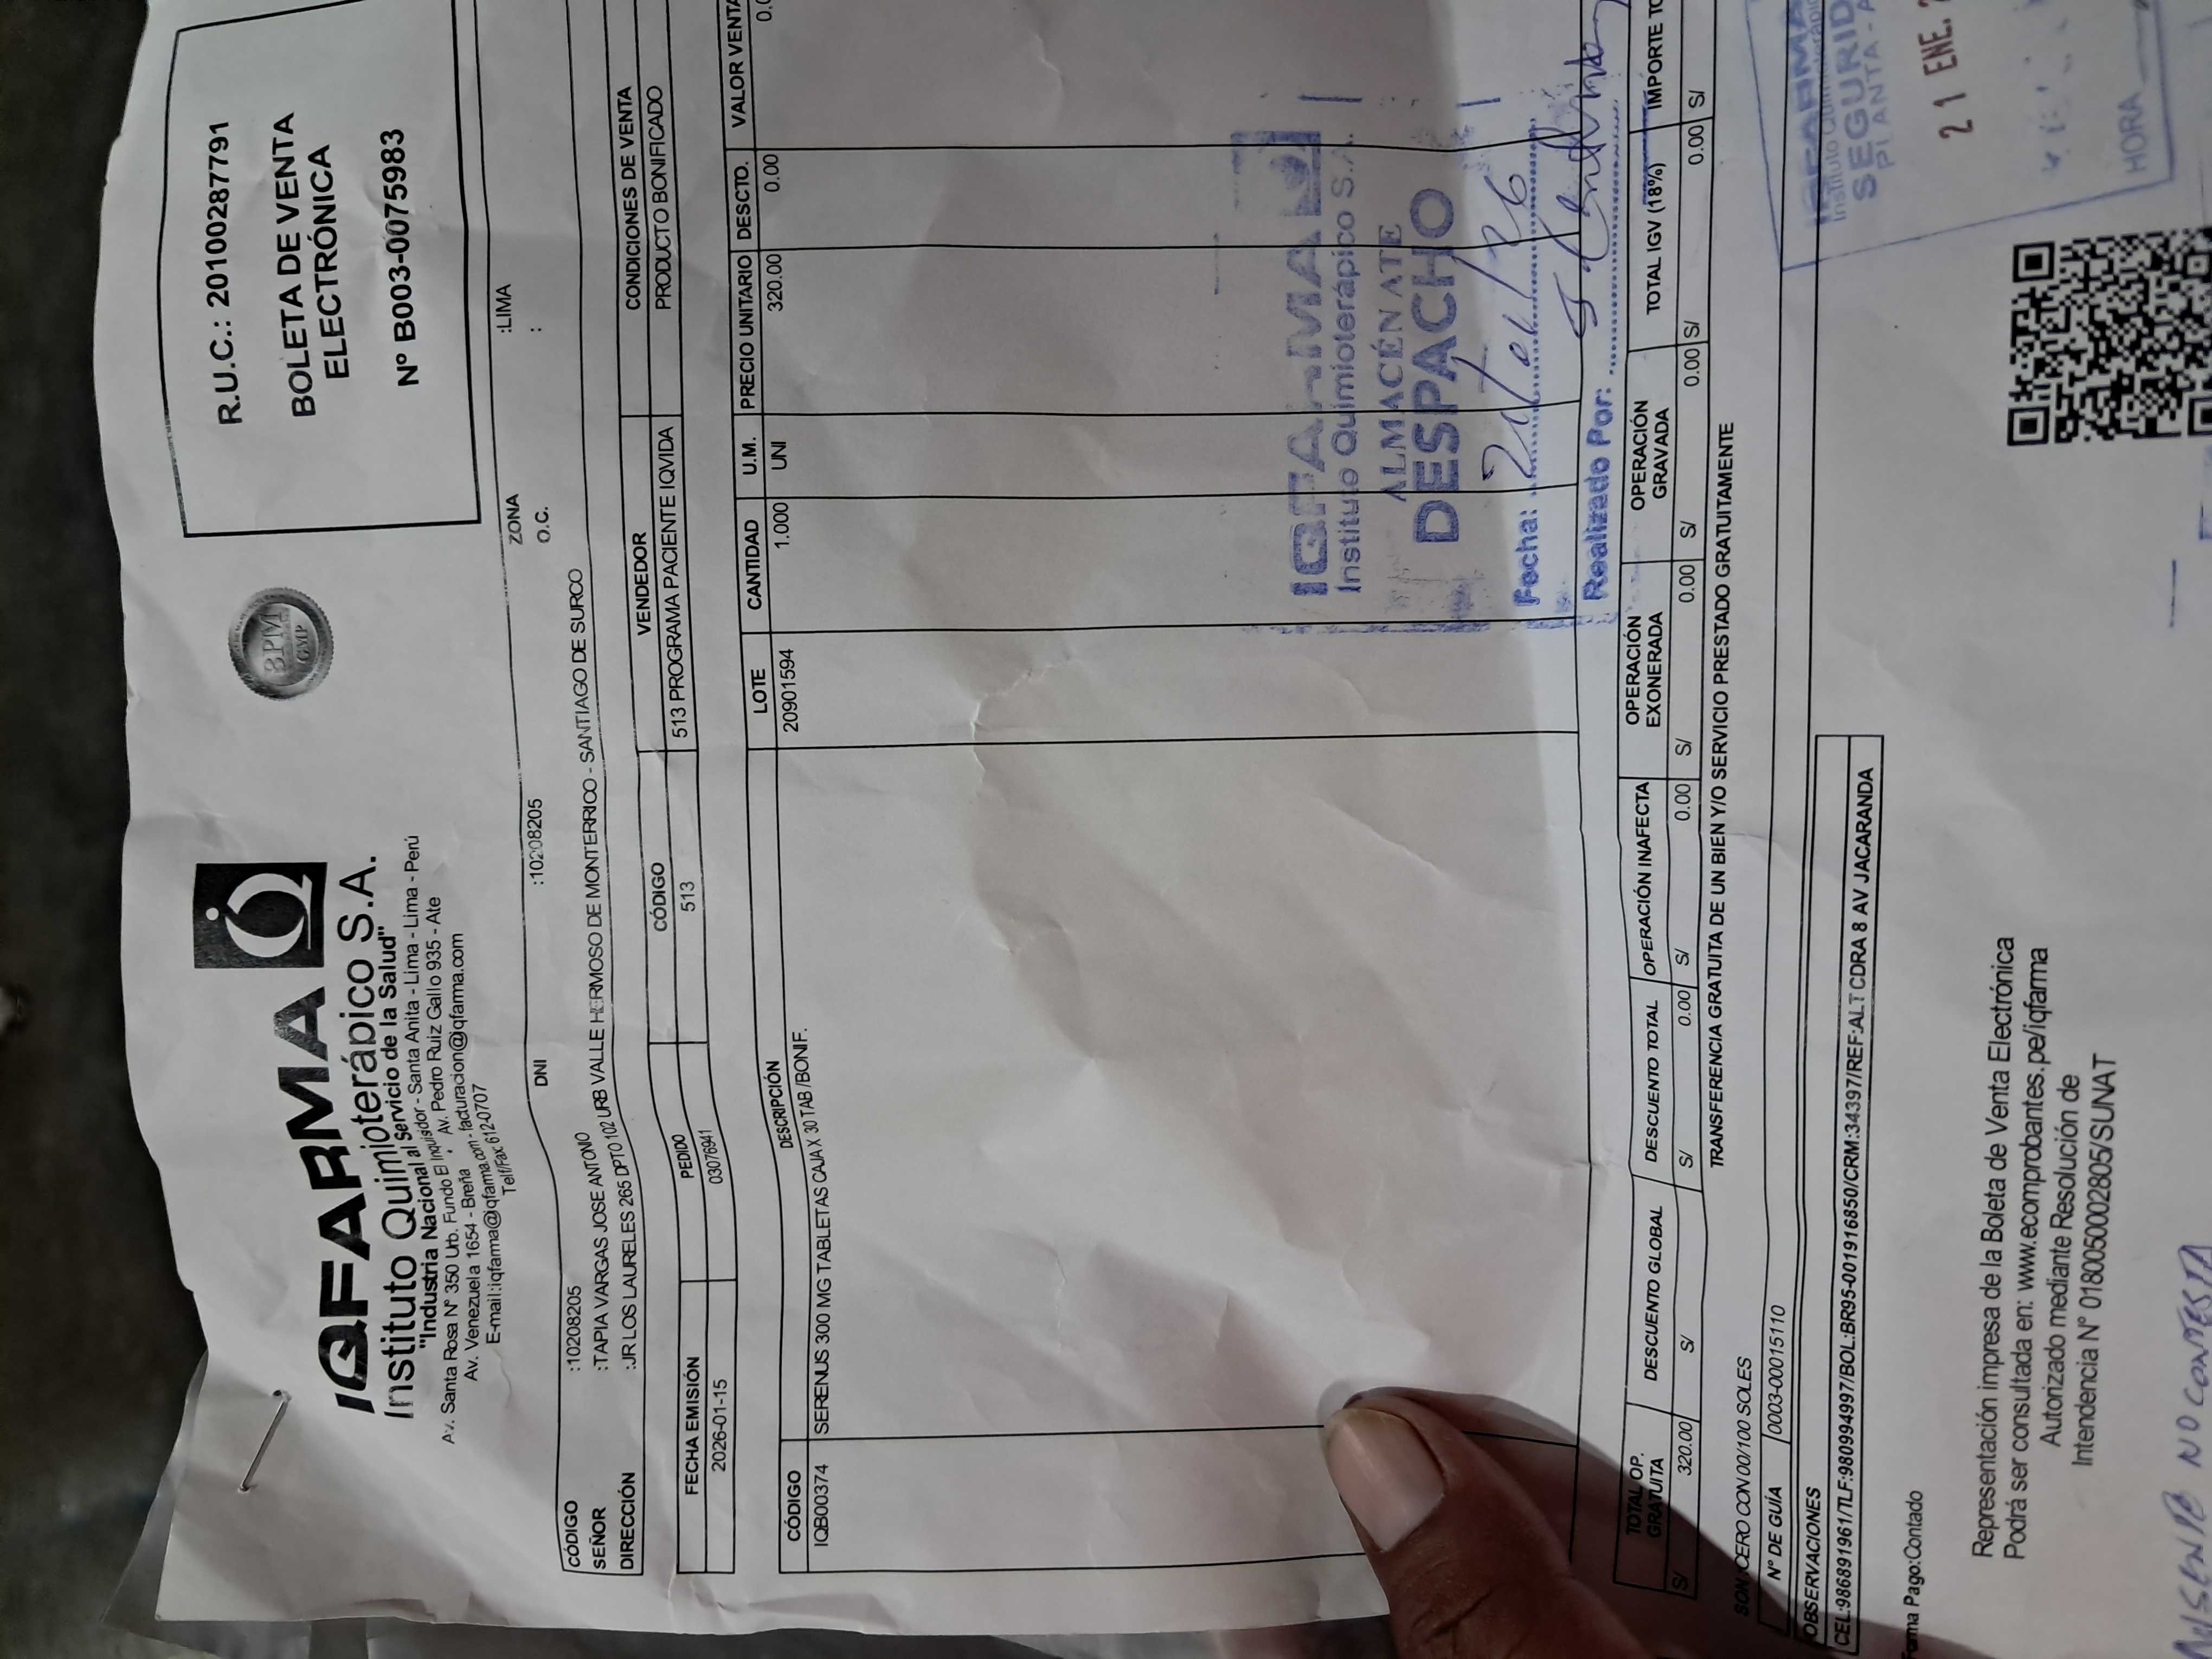 IQFARMA
Instituto Quimioterápico S.A.
"Industria Nacional al Servicio de la Salud"
Av. Santa Rosa N° 350 Urb. Fundo El Inquisidor - Santa Anita - Lima - Lima - Perú
Av. Venezuela 1654 - Breña Av. Pedro Ruiz Gallo 935 - Ate
E-mail:iqfarma@iqfarma.com - facturacion@iqfarma.com
Telf/Fax: 612-0707
BPM
GMP
R.U.C.: 20100287791
BOLETA DE VENTA
ELECTRÓNICA
N° B003-0075983
CÓDIGO :10208205 DNI :10208205 ZONA :LIMA
SEÑOR :TAPIA VARGAS JOSE ANTONIO O.C. :
DIRECCIÓN :JR LOS LAURELES 265 DPTO 102 URB VALLE HERMOSO DE MONTERRICO - SANTIAGO DE SURCO
FECHA EMISIÓN PEDIDO CÓDIGO VENDEDOR CONDICIONES DE VENTA
2026-01-15 03076941 513 513 PROGRAMA PACIENTE IQVIDA PRODUCTO BONIFICADO
CÓDIGO DESCRIPCIÓN LOTE CANTIDAD U.M. PRECIO UNITARIO DESCTO. VALOR VENTA
IQB00374 SERENUS 300 MG TABLETAS CAJA X 30 TAB /BONIF. 20901594 1.000 UNI 320.00 0.00
IQFARMA
Instituto Quimioterápico S.A.
ALMACÉN ATE
DESPACHO
Fecha:
Realizado Por:
TOTAL OP. GRATUITA DESCUENTO GLOBAL DESCUENTO TOTAL OPERACIÓN INAFECTA OPERACIÓN EXONERADA OPERACIÓN GRAVADA TOTAL IGV (18%) IMPORTE
S/ 320.00 S/ S/ 0.00 S/ 0.00 S/ 0.00 S/ 0.00 S/ 0.00 S/
TRANSFERENCIA GRATUITA DE UN BIEN Y/O SERVICIO PRESTADO GRATUITAMENTE
SON: CERO CON 00/100 SOLES
N° DE GUÍA 0003-00015110
OBSERVACIONES
CEL:986891961/TLF:980994997/BOL:BR95-001916850/CRM:34397/REF:ALT CDRA 8 AV JACARANDA
Forma Pago:Contado
IQFARMA
SEGURID
PLANTA - A
21 ENE.
HORA
Representación impresa de la Boleta de Venta Electrónica
Podrá ser consultada en: www.ecomprobantes.pe/iqfarma
Autorizado mediante Resolución de
Intendencia N° 0180050002805/SUNAT
NO CONTESTA